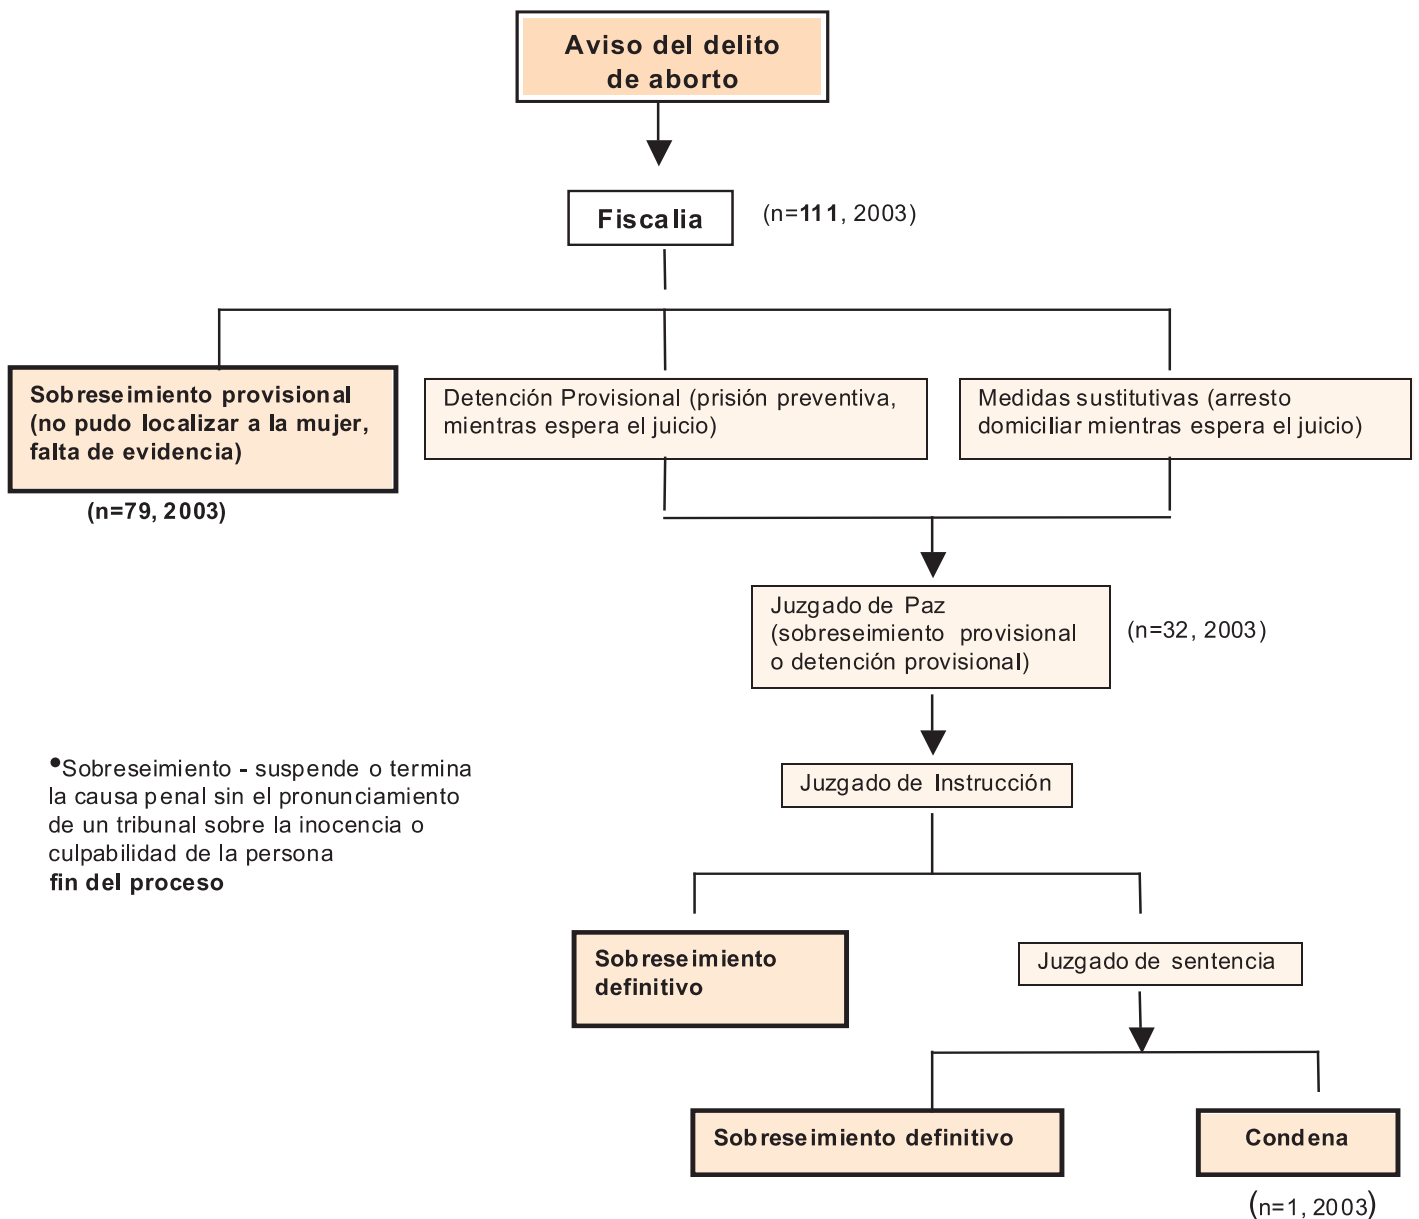 Aviso del delito
de aborto
Fiscalia
(n=111, 2003)
Sobreseimiento provisional
(no pudo localizar a la mujer,
falta de evidencia)
(n=79, 2003)
Detención Provisional (prisión preventiva,
mientras espera el juicio)
Medidas sustitutivas (arresto
domiciliar mientras espera el juicio)
Juzgado de Paz
(sobreseimiento provisional
o detención provisional)
(n=32, 2003)
Juzgado de Instrucción
•Sobreseimiento - suspende o termina
la causa penal sin el pronunciamiento
de un tribunal sobre la inocencia o
culpabilidad de la persona
fin del proceso
Sobreseimiento
definitivo
Juzgado de sentencia
Sobreseimiento definitivo
Condena
(n=1, 2003)